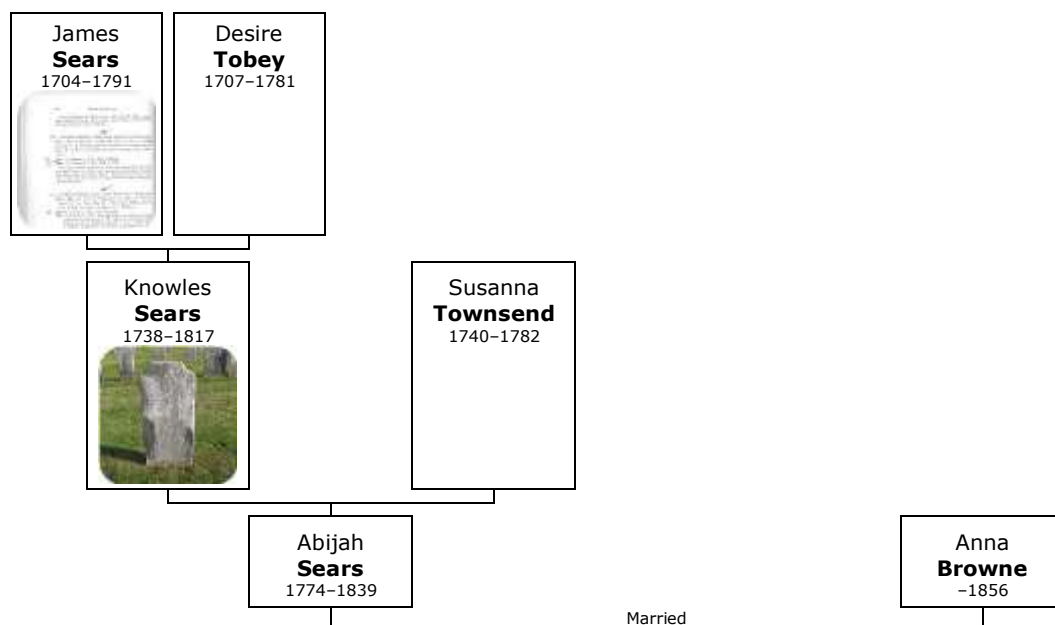 James
Sears
1704–1791
Desire
Tobey
1707–1781
Knowles
Sears
1738–1817
Susanna
Townsend
1740–1782
Abijah
Sears
1774–1839
Anna
Browne
–1856
Married